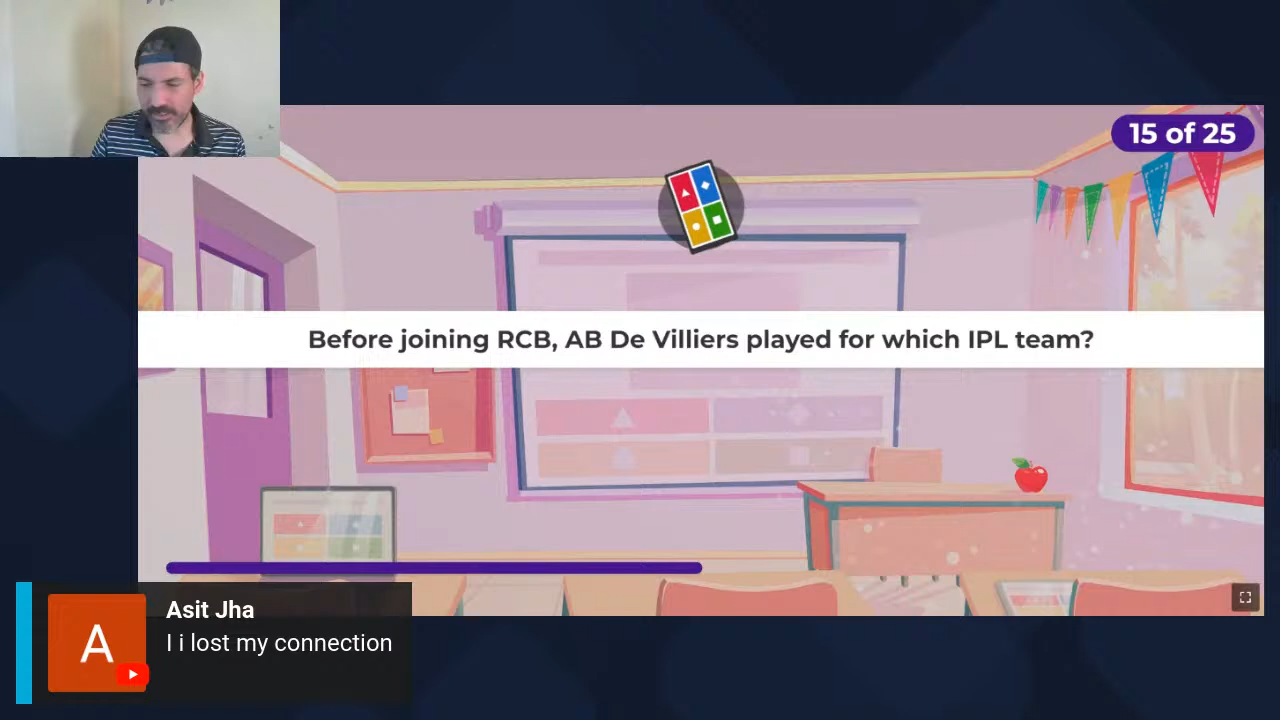 15 of 25
Before joining RCB, AB De Villiers played for which IPL team?
A
Asit Jha
I i lost my connection